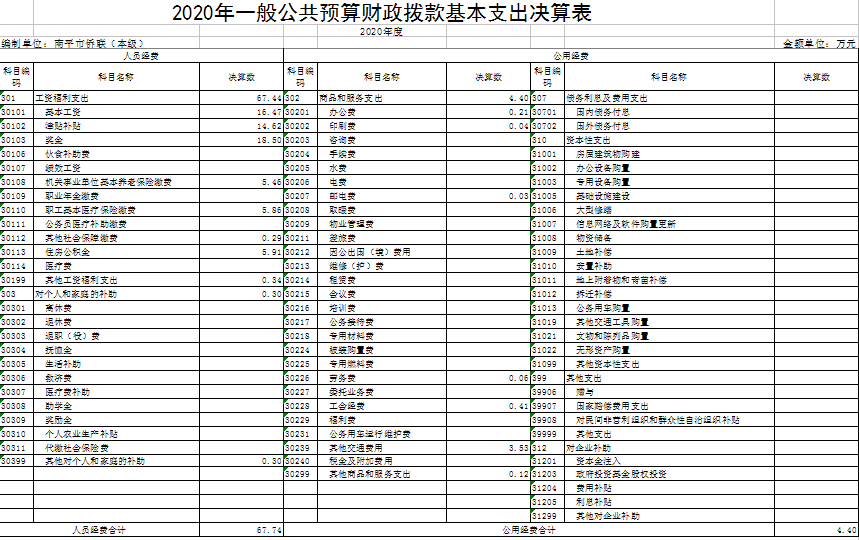 2020年一般公共预算财政拨款基本支出决算表
2020年度
编制单位：南平市侨联（本级） 金额单位：万元
人员经费 公用经费
科目编码 科目名称 决算数 科目编码 科目名称 决算数 科目编码 科目名称 决算数
301 工资福利支出 67.44 302 商品和服务支出 4.40 307 债务利息及费用支出
30101 基本工资 16.47 30201 办公费 0.21 30701 国内债务付息
30102 津贴补贴 14.62 30202 印刷费 0.04 30702 国外债务付息
30103 奖金 18.50 30203 咨询费 310 资本性支出
30106 伙食补助费 30204 手续费 31001 房屋建筑物购建
30107 绩效工资 30205 水费 31002 办公设备购置
30108 机关事业单位基本养老保险缴费 5.46 30206 电费 31003 专用设备购置
30109 职业年金缴费 30207 邮电费 0.03 31005 基础设施建设
30110 职工基本医疗保险缴费 5.86 30208 取暖费 31006 大型修缮
30111 公务员医疗补助缴费 30209 物业管理费 31007 信息网络及软件购置更新
30112 其他社会保障缴费 0.29 30211 差旅费 31008 物资储备
30113 住房公积金 5.91 30212 因公出国（境）费用 31009 土地补偿
30114 医疗费 30213 维修（护）费 31010 安置补助
30199 其他工资福利支出 0.34 30214 租赁费 31011 地上附着物和青苗补偿
303 对个人和家庭的补助 0.30 30215 会议费 31012 拆迁补偿
30301 离休费 30216 培训费 31013 公务用车购置
30302 退休费 30217 公务接待费 31019 其他交通工具购置
30303 退职（役）费 30218 专用材料费 31021 文物和陈列品购置
30304 抚恤金 30224 被装购置费 31022 无形资产购置
30305 生活补助 30225 专用燃料费 31099 其他资本性支出
30306 救济费 30226 劳务费 0.06 399 其他支出
30307 医疗费补助 30227 委托业务费 39906 赠与
30308 助学金 30228 工会经费 0.41 39907 国家赔偿费用支出
30309 奖励金 30229 福利费 39908 对民间非营利组织和群众性自治组织补贴
30310 个人农业生产补贴 30231 公务用车运行维护费 39999 其他支出
30311 代缴社会保险费 30239 其他交通费用 3.53 312 对企业补助
30399 其他对个人和家庭的补助 0.30 30240 税金及附加费用 31201 资本金注入
30299 其他商品和服务支出 0.12 31203 政府投资基金股权投资
31204 费用补贴
31205 利息补贴
31299 其他对企业补助
人员经费合计 67.74 公用经费合计 4.40